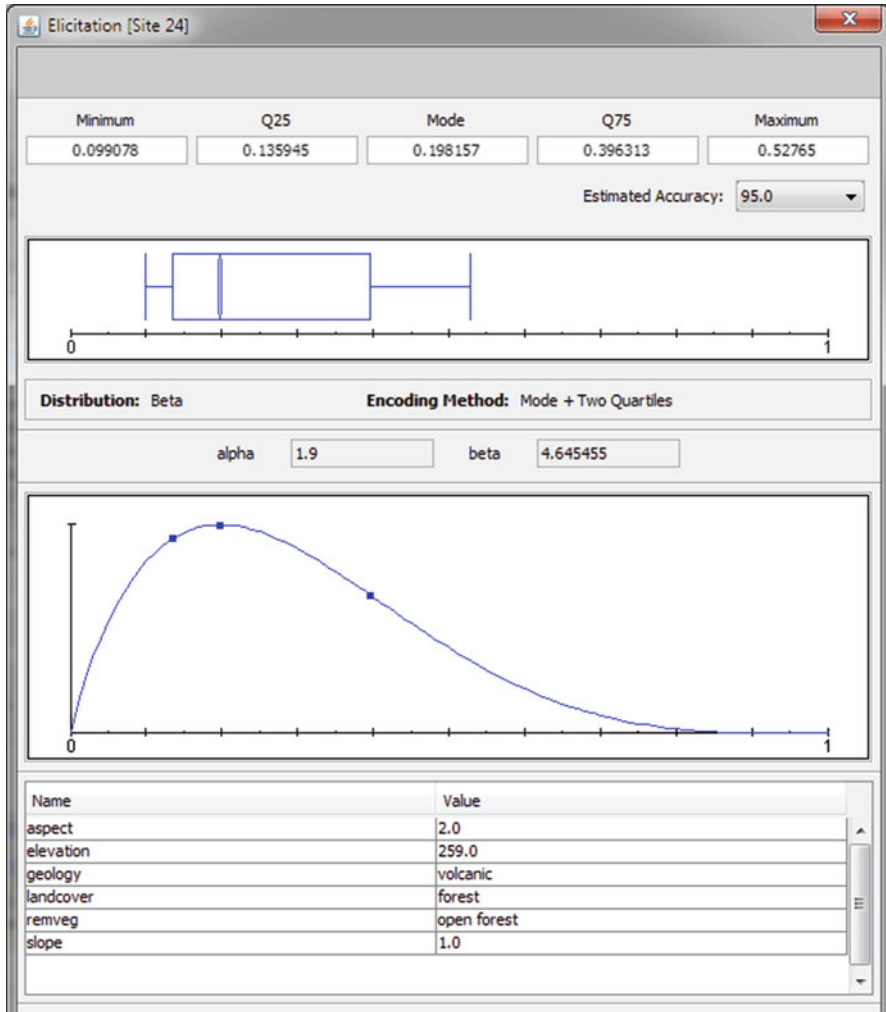 Elicitation [Site 24]
Minimum Q25 Mode Q75 Maximum
0.099078 0.135945 0.198157 0.396313 0.52765
Estimated Accuracy: 95.0
0 1
Distribution: Beta Encoding Method: Mode + Two Quartiles
alpha 1.9 beta 4.645455
0 1
Name Value
aspect 2.0
elevation 259.0
geology volcanic
landcover forest
remveg open forest
slope 1.0